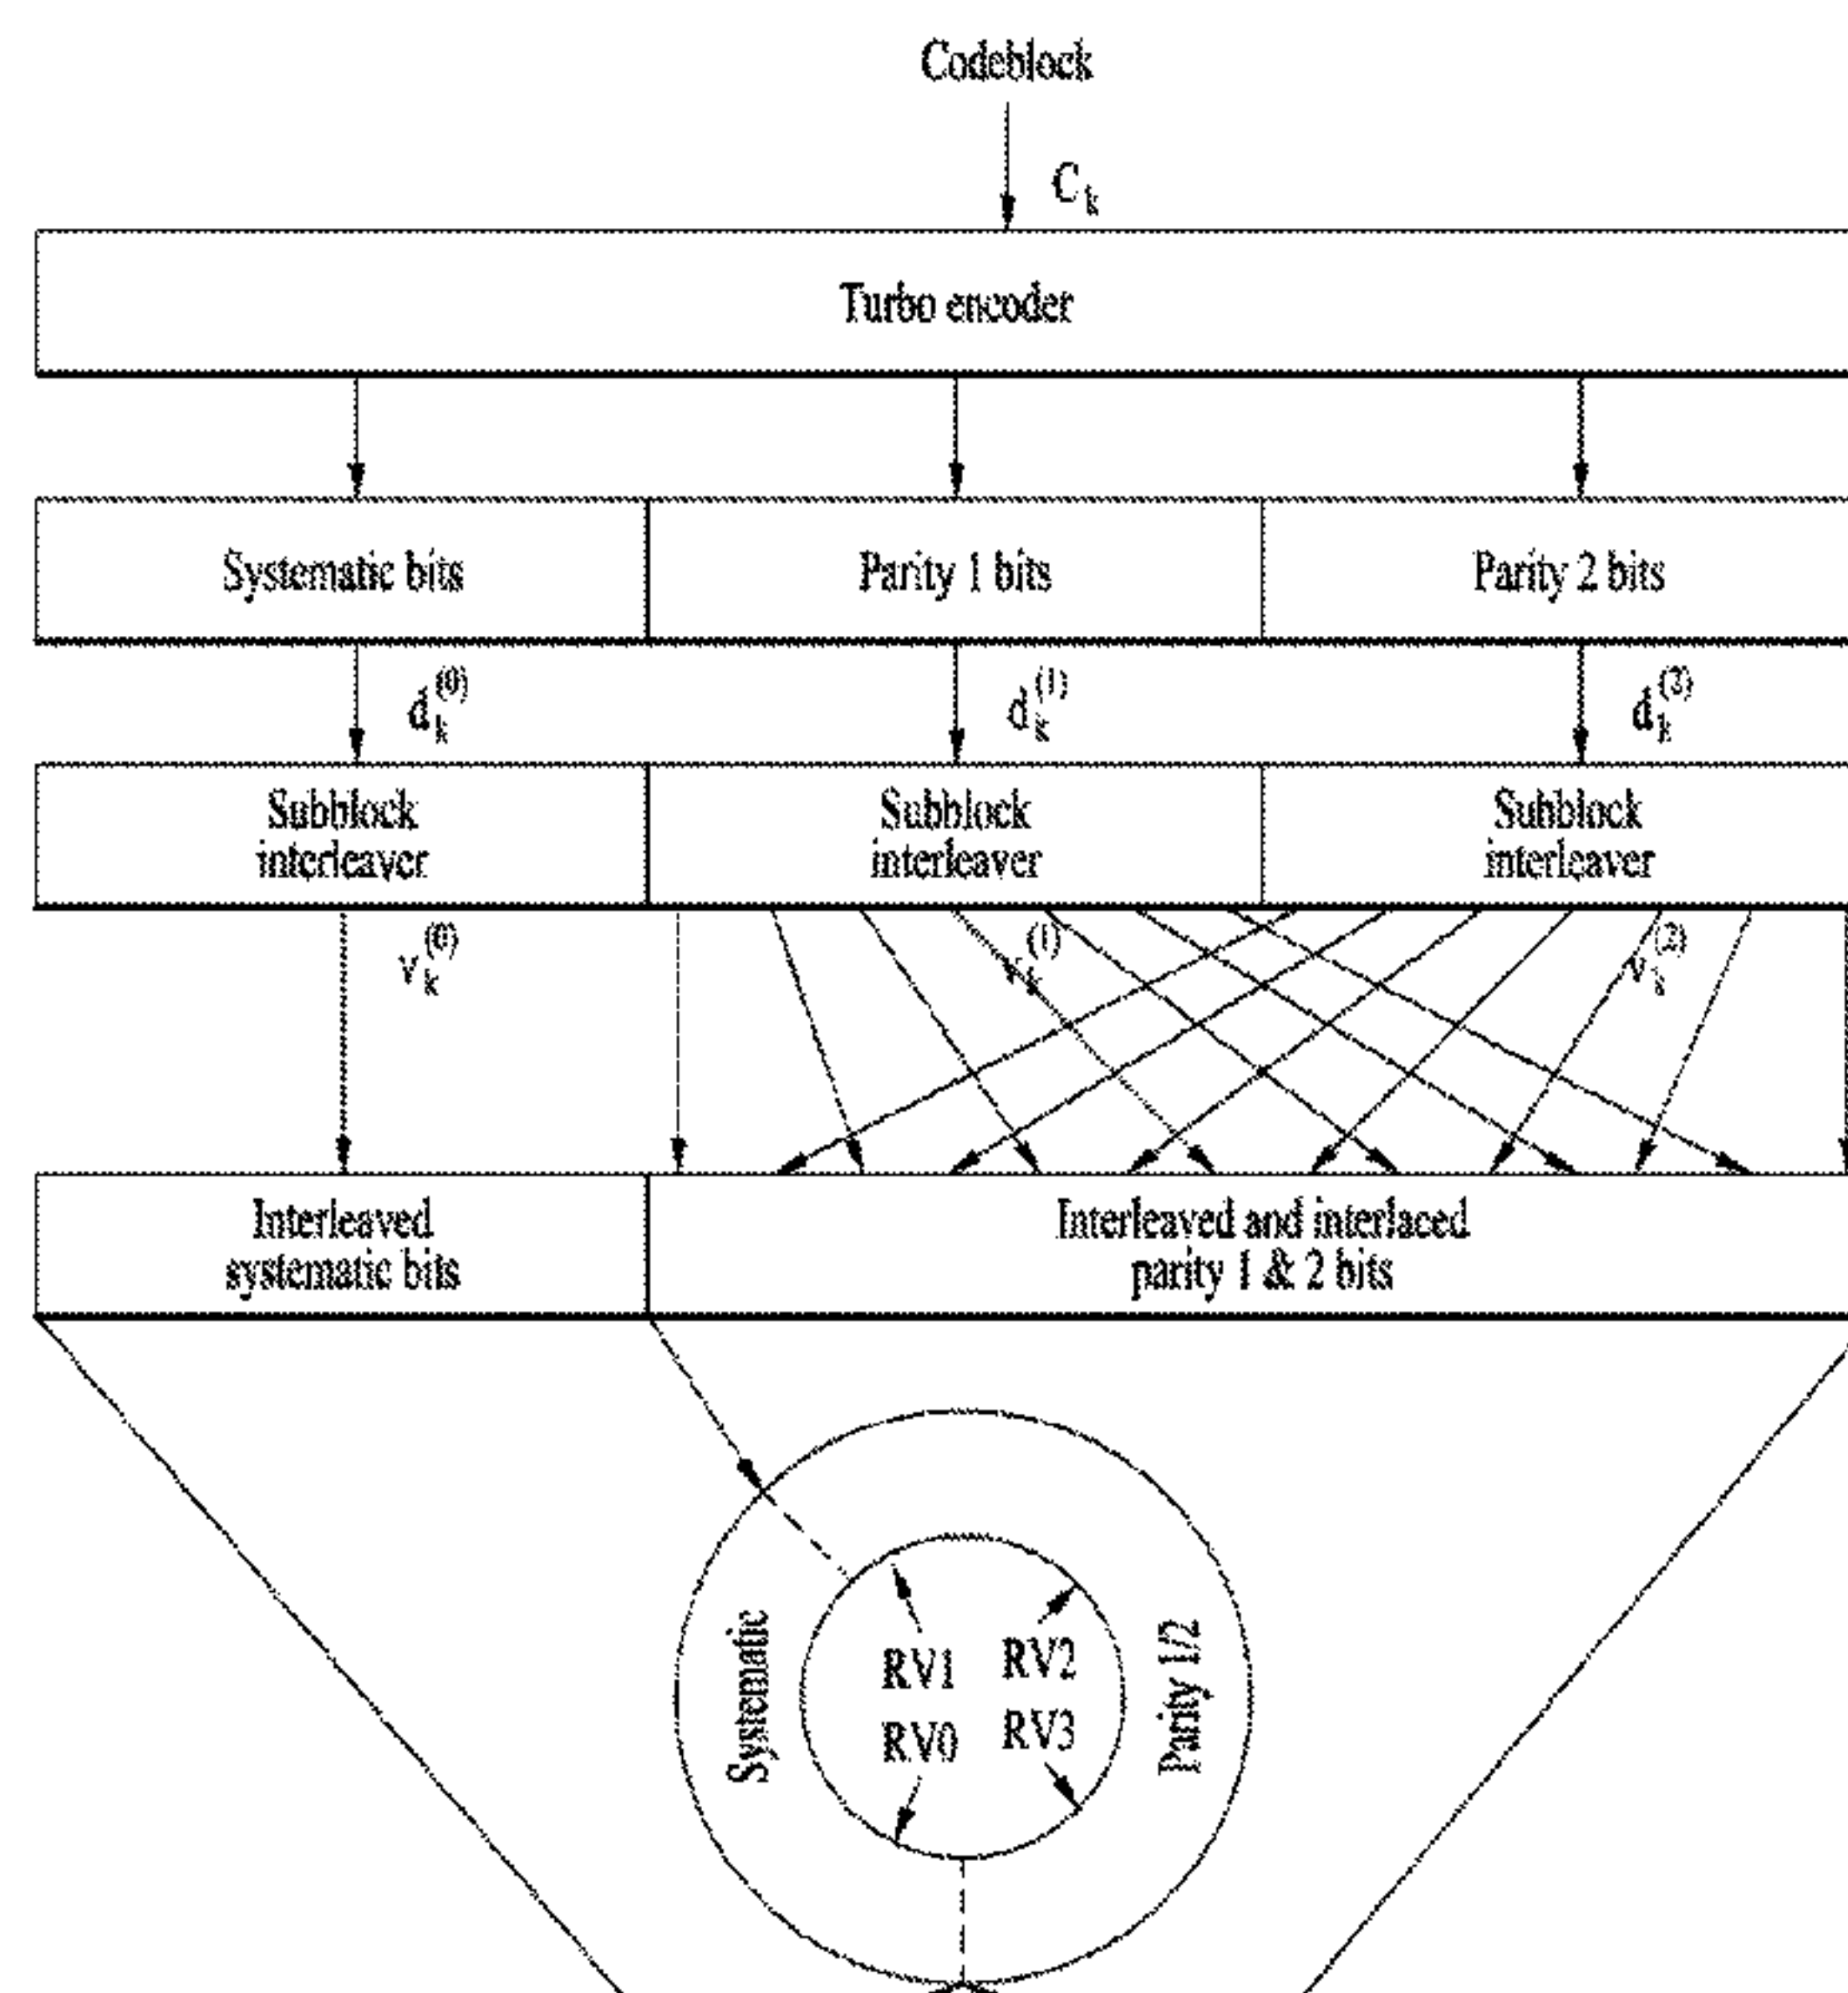 Codeblock
C_k
Turbo encoder
Systematic bits
Parity 1 bits
Parity 2 bits
d_k^(0)
d_k^(1)
d_k^(2)
Subblock
interleaver
Subblock
interleaver
Subblock
interleaver
v_k^(0)
v_k^(1)
v_k^(2)
Interleaved
systematic bits
Interleaved and interlaced
parity 1 & 2 bits
Systematic
RV1
RV2
RV0
RV3
Parity 1/2